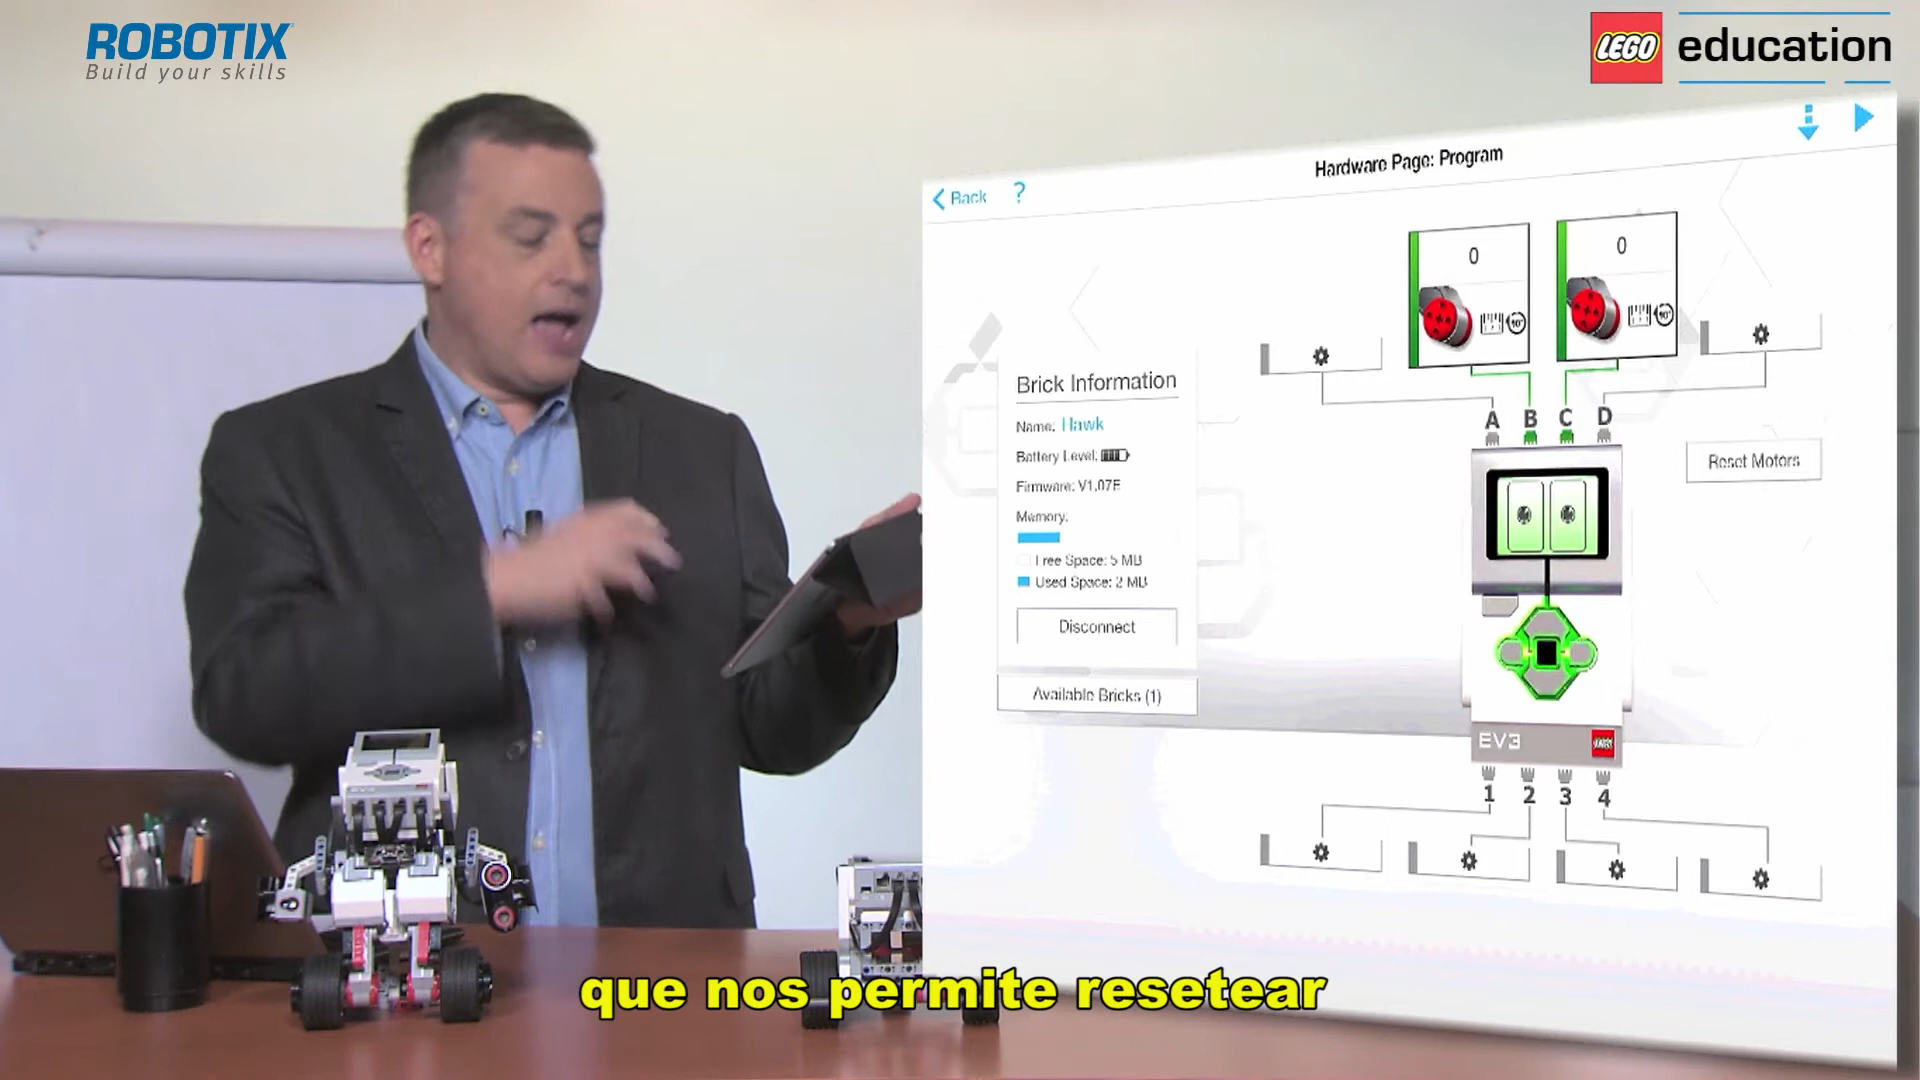 ROBOTIX
Build your skills
LEGO education
Hardware Page: Program
Back ?
0
0
A B C D
Reset Motors
Brick Information
Name: Hawk
Battery Level:
Firmware: V1.07E
Memory:
Free Space: 5 MB
Used Space: 2 MB
Disconnect
Available Bricks (1)
EV3
1 2 3 4
que nos permite resetear